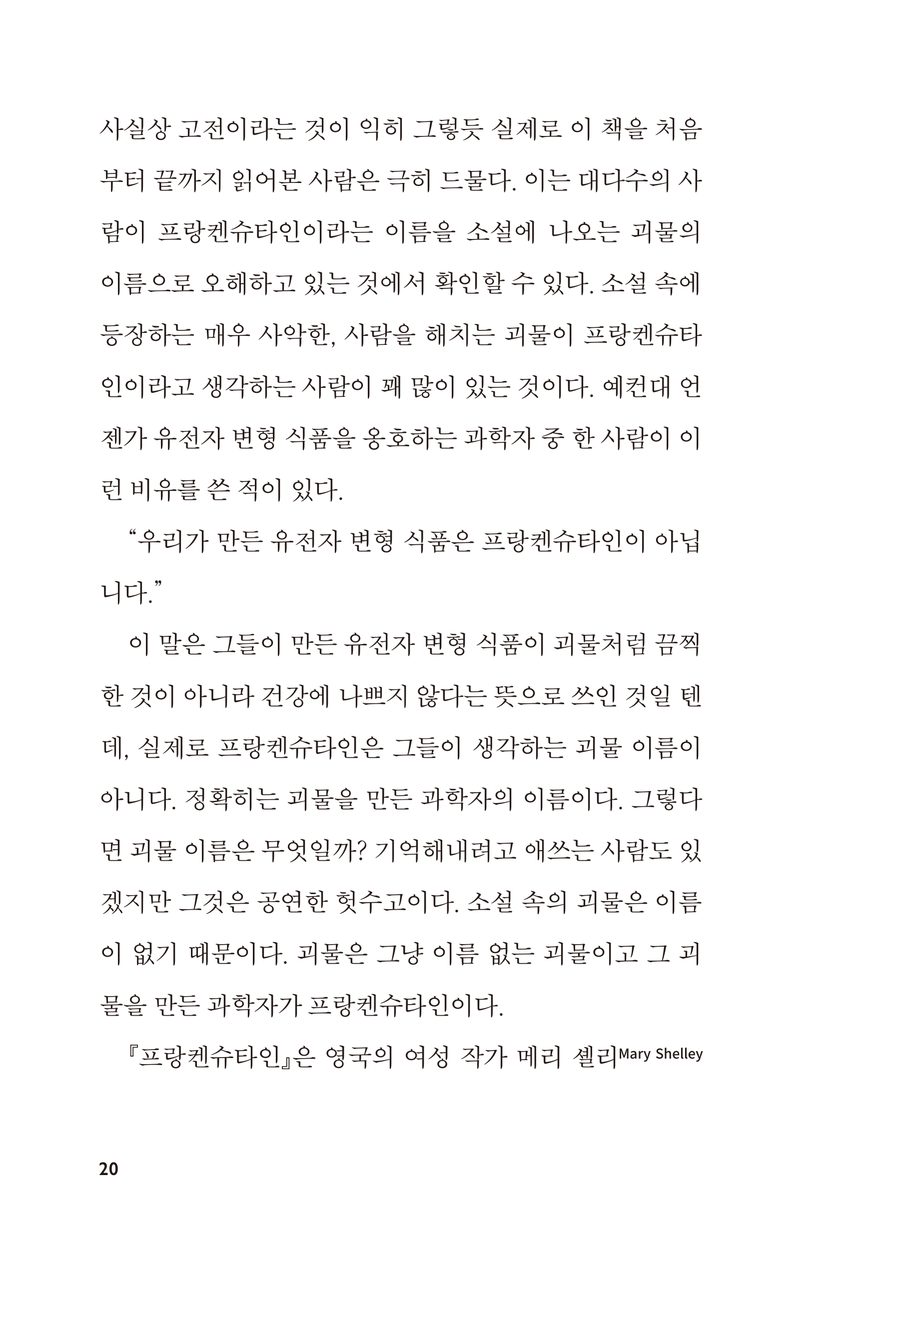 사실상 고전이라는 것이 익히 그렇듯 실제로 이 책을 처음
부터 끝까지 읽어본 사람은 극히 드물다. 이는 대다수의 사
람이 프랑켄슈타인이라는 이름을 소설에 나오는 괴물의
이름으로 오해하고 있는 것에서 확인할 수 있다. 소설 속에
등장하는 매우 사악한, 사람을 해치는 괴물이 프랑켄슈타
인이라고 생각하는 사람이 꽤 많이 있는 것이다. 예컨대 언
젠가 유전자 변형 식품을 옹호하는 과학자 중 한 사람이 이
런 비유를 쓴 적이 있다.
“우리가 만든 유전자 변형 식품은 프랑켄슈타인이 아닙
니다.”
이 말은 그들이 만든 유전자 변형 식품이 괴물처럼 끔찍
한 것이 아니라 건강에 나쁘지 않다는 뜻으로 쓰인 것일 텐
데, 실제로 프랑켄슈타인은 그들이 생각하는 괴물 이름이
아니다. 정확히는 괴물을 만든 과학자의 이름이다. 그렇다
면 괴물 이름은 무엇일까? 기억해내려고 애쓰는 사람도 있
겠지만 그것은 공연한 헛수고이다. 소설 속의 괴물은 이름
이 없기 때문이다. 괴물은 그냥 이름 없는 괴물이고 그 괴
물을 만든 과학자가 프랑켄슈타인이다.
『프랑켄슈타인』은 영국의 여성 작가 메리 셸리Mary Shelley
20